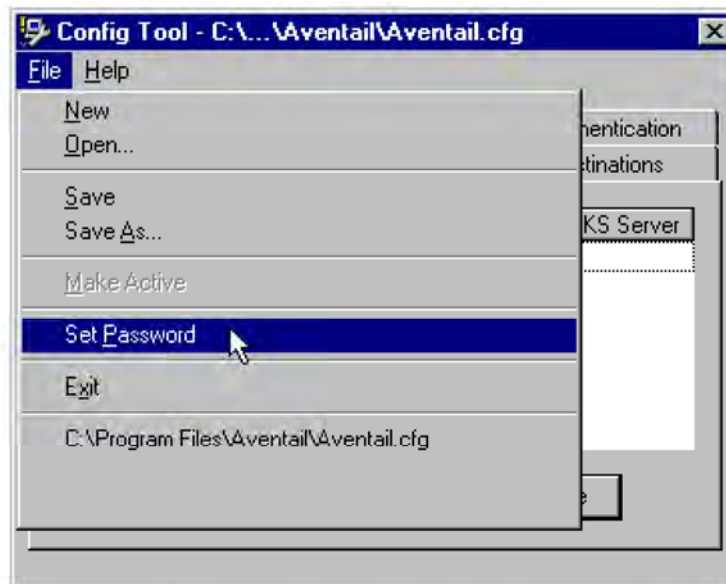 Config Tool - C:\...\Aventail\Aventail.cfg
File Help
New
Open...
Save
Save As...
Make Active
Set Password
Exit
C:\Program Files\Aventail\Aventail.cfg
Server